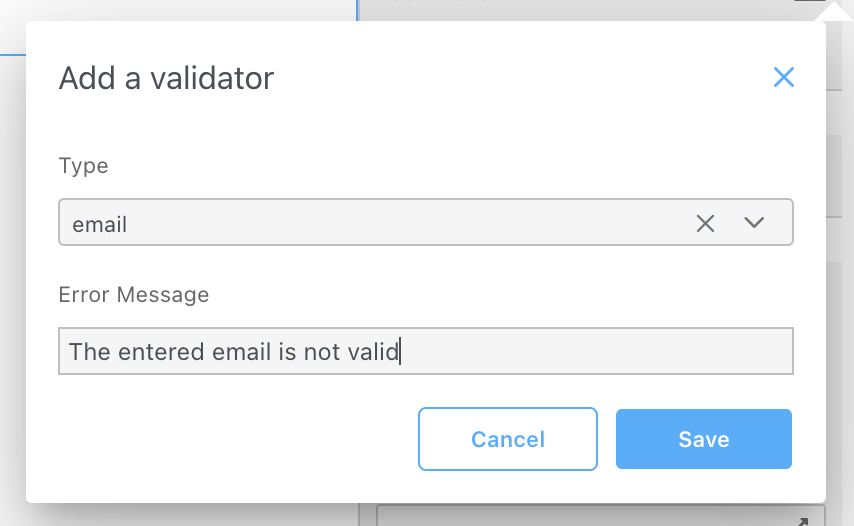 Add a validator
Type
email
Error Message
The entered email is not valid
Cancel
Save